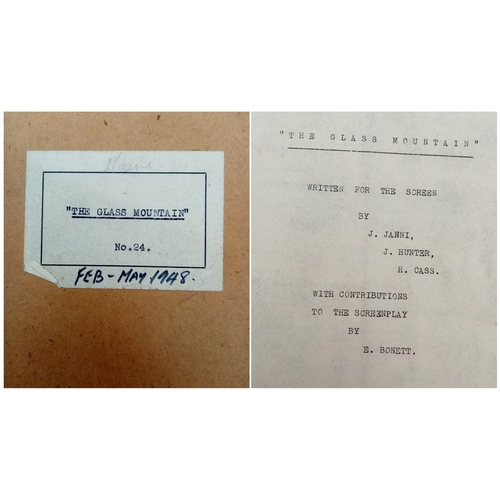 "THE GLASS MOUNTAIN"
No.24.
FEB - MAY 1948.
"THE GLASS MOUNTAIN"
WRITTEN FOR THE SCREEN
BY
J. JANNI,
J. HUNTER,
H. CASS.
WITH CONTRIBUTIONS
TO THE SCREENPLAY
BY
E. BONETT.